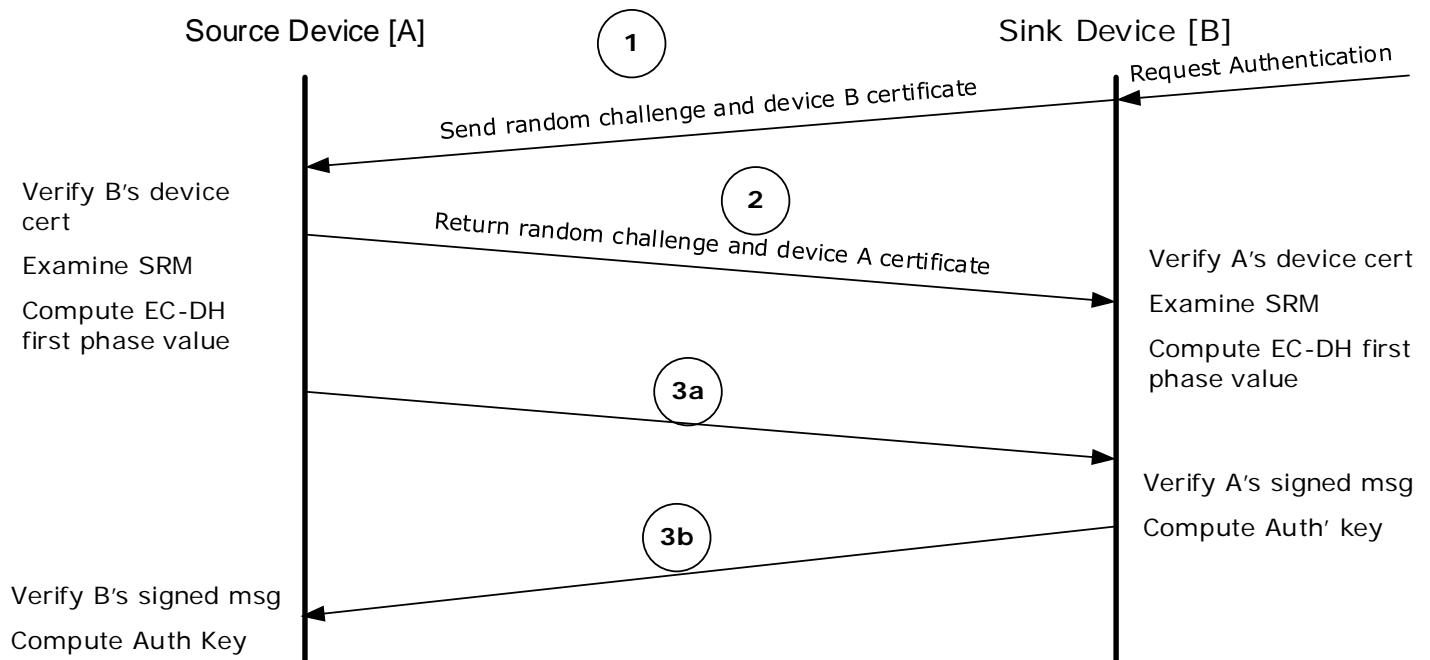 Source Device [A]
1
Sink Device [B]
Request Authentication
Send random challenge and device B certificate
Verify B's device
cert
Examine SRM
Compute EC-DH
first phase value
2
Return random challenge and device A certificate
Verify A's device cert
Examine SRM
Compute EC-DH first
phase value
3a
Verify A's signed msg
Compute Auth' key
3b
Verify B's signed msg
Compute Auth Key